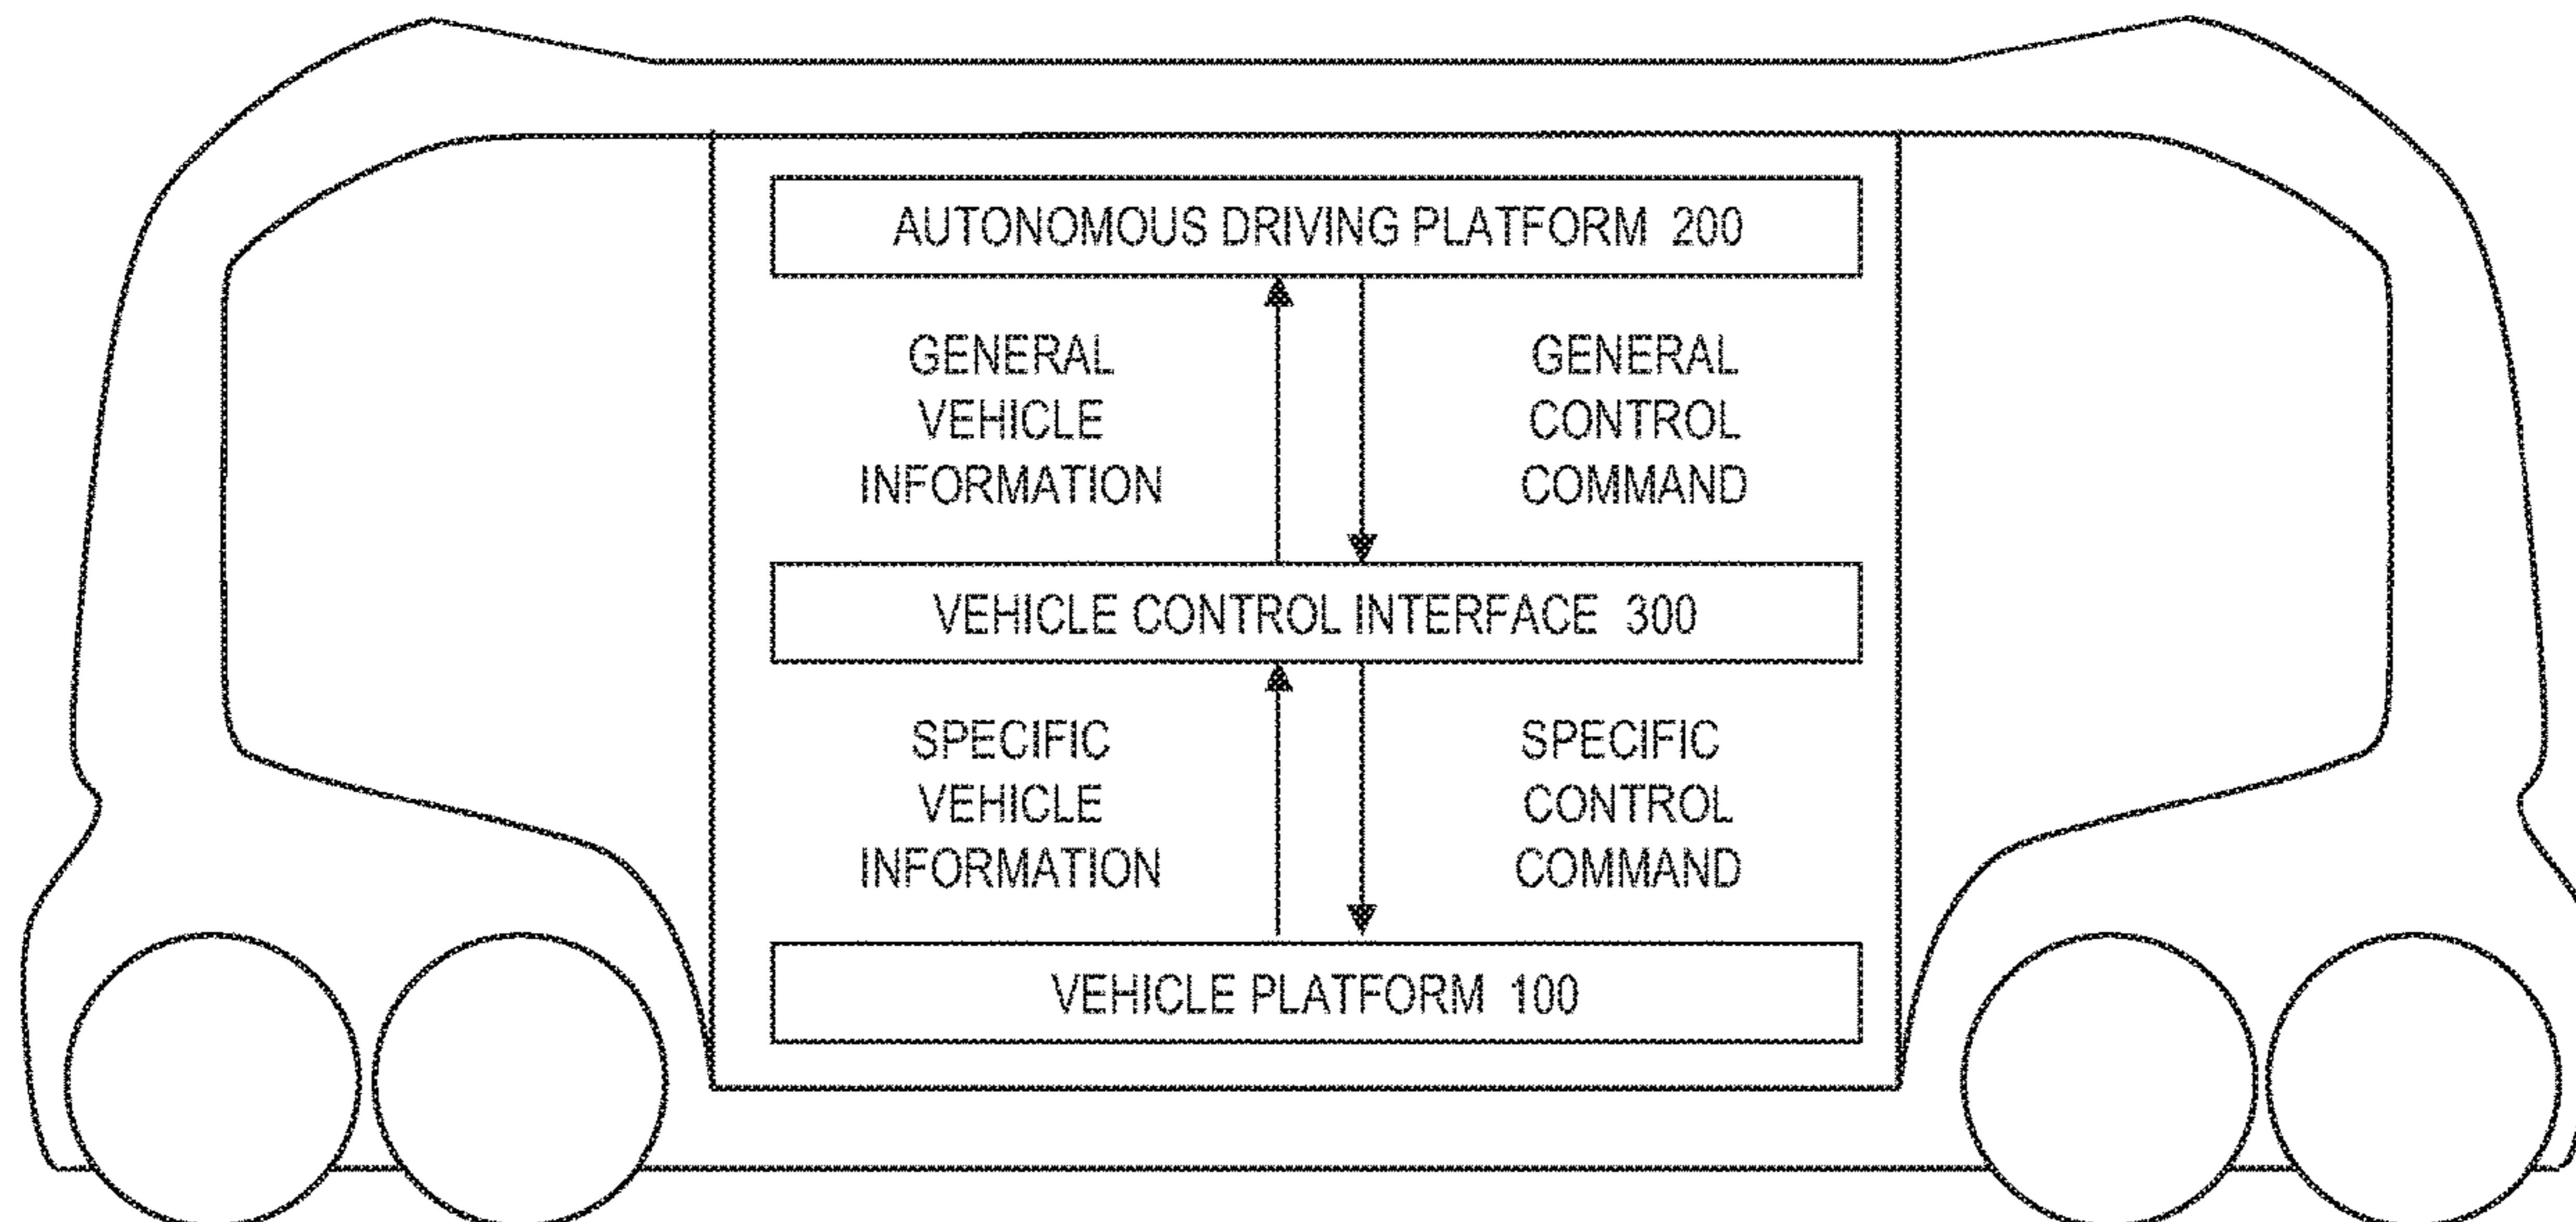 AUTONOMOUS DRIVING PLATFORM 200
GENERAL
VEHICLE
INFORMATION
GENERAL
CONTROL
COMMAND
VEHICLE CONTROL INTERFACE 300
SPECIFIC
VEHICLE
INFORMATION
SPECIFIC
CONTROL
COMMAND
VEHICLE PLATFORM 100